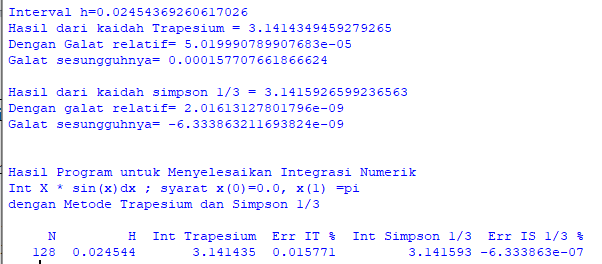 Interval h=0.02454369260617026
Hasil dari kaidah Trapesium = 3.1414349459279265
Dengan Galat relatif= 5.019990789907683e-05
Galat sesungguhnya= 0.000157707661866624
Hasil dari kaidah simpson 1/3 = 3.1415926599236563
Dengan galat relatif= 2.01613127801796e-09
Galat sesungguhnya= -6.333863211693824e-09
Hasil Program untuk Menyelesaikan Integrasi Numerik
Int X * sin(x)dx ; syarat x(0)=0.0, x(1) =pi
dengan Metode Trapesium dan Simpson 1/3
N H Int Trapesium Err IT % Int Simpson 1/3 Err IS 1/3 %
128 0.024544 3.141435 0.015771 3.141593 -6.333863e-07